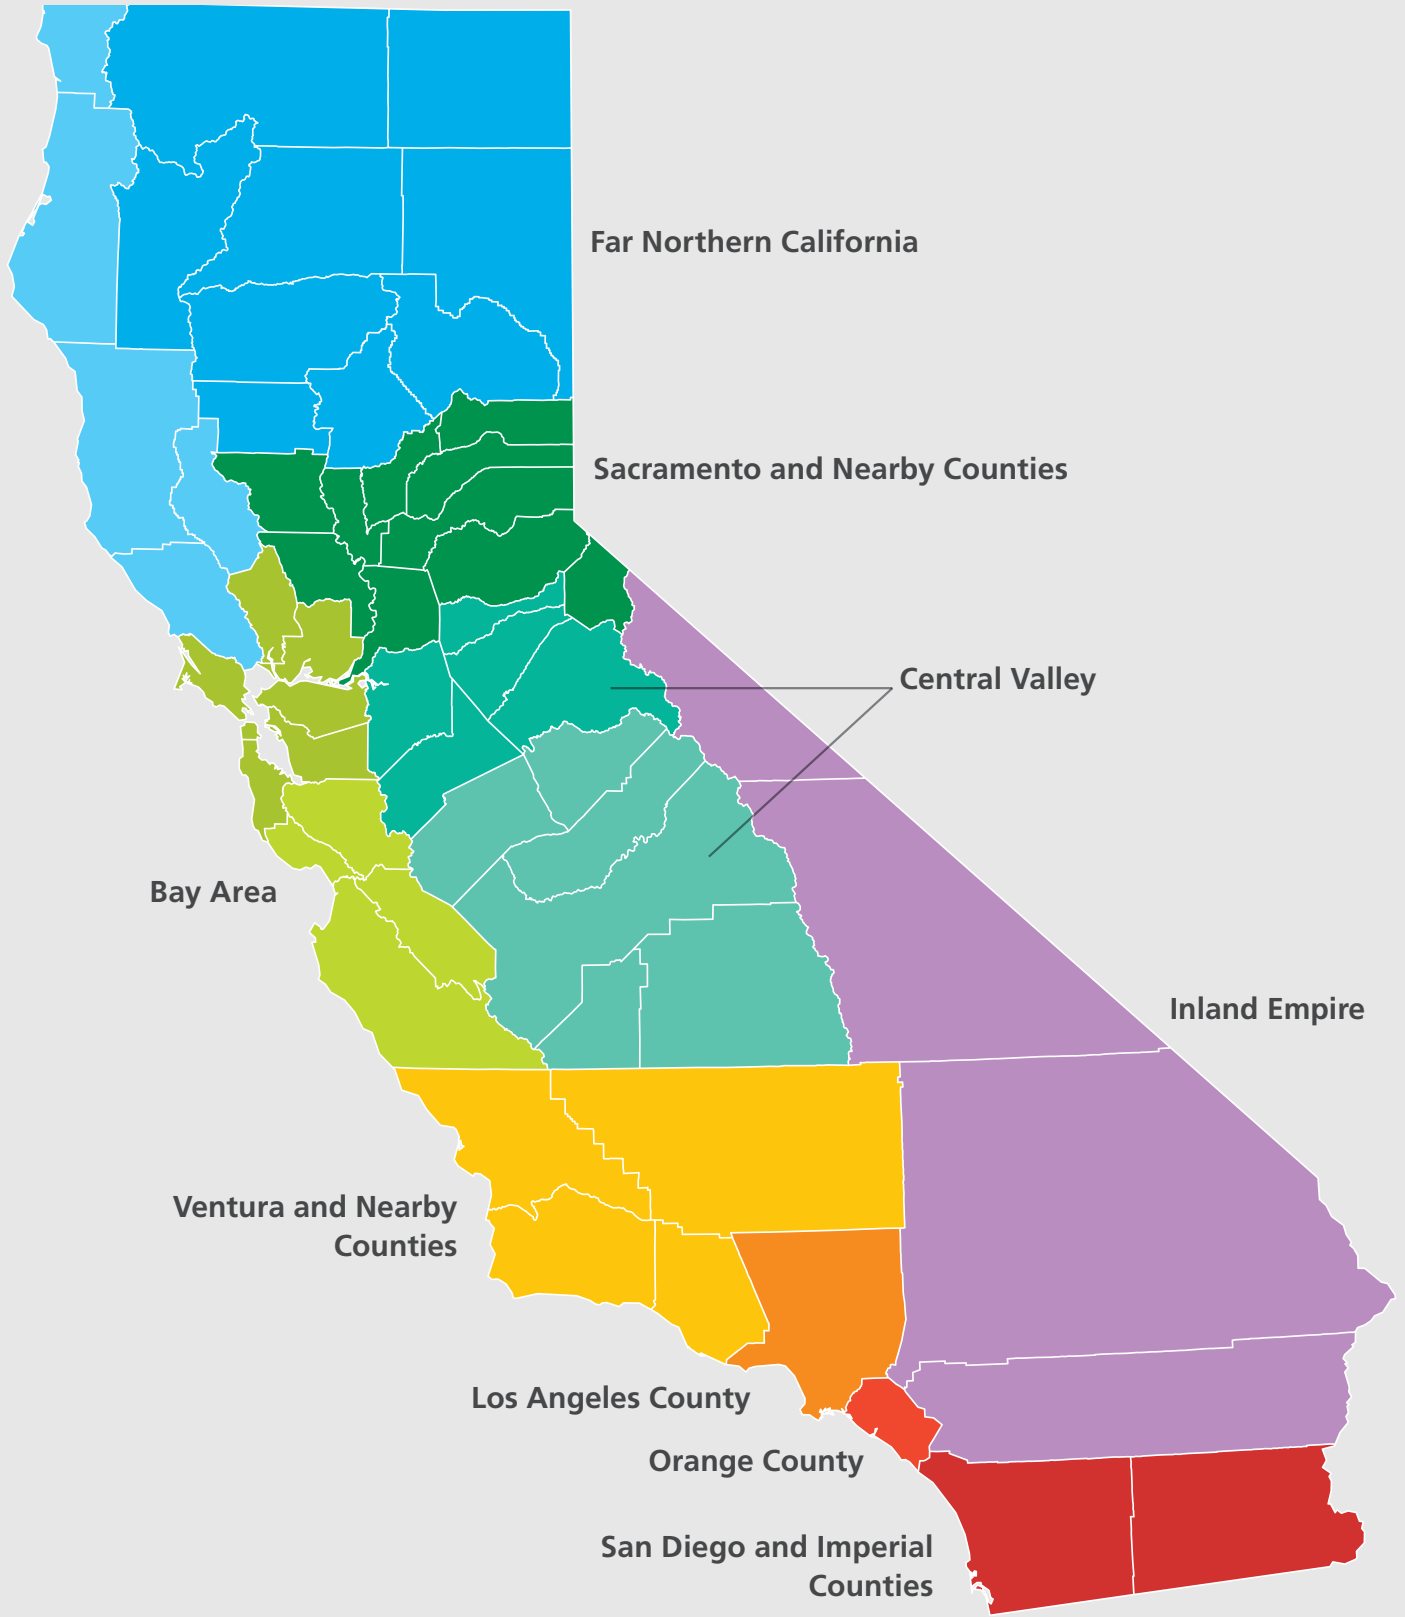 Far Northern California
Sacramento and Nearby Counties
Central Valley
Bay Area
Inland Empire
Ventura and Nearby
Counties
Los Angeles County
Orange County
San Diego and Imperial
Counties